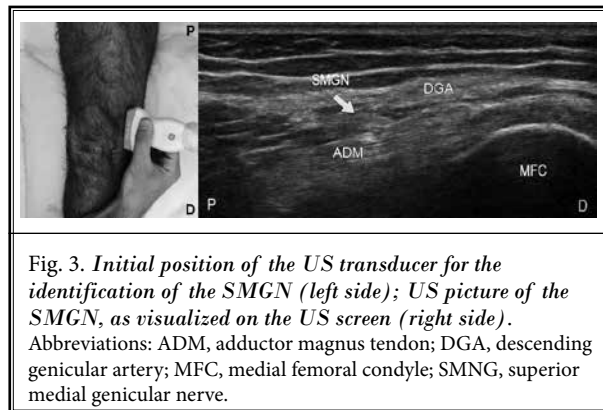 P
D
SMGN
DGA
ADM
MFC
P
D
Fig. 3. Initial position of the US transducer for the
identification of the SMGN (left side); US picture of the
SMGN, as visualized on the US screen (right side).
Abbreviations: ADM, adductor magnus tendon; DGA, descending
genicular artery; MFC, medial femoral condyle; SMNG, superior
medial genicular nerve.